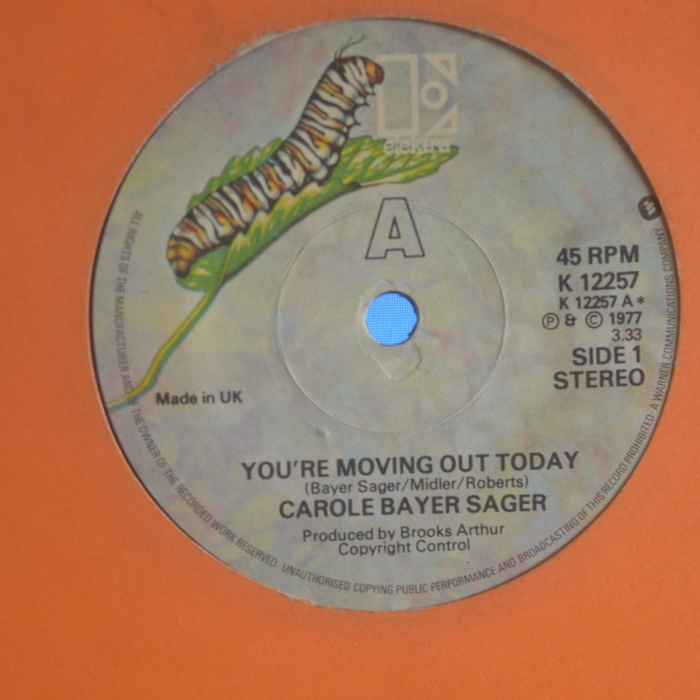 elektra
A
45 RPM
K 12257
K 12257 A *
Ⓟ & © 1977
3.33
SIDE 1
STEREO
Made in UK
YOU'RE MOVING OUT TODAY
(Bayer Sager/Midler/Roberts)
CAROLE BAYER SAGER
Produced by Brooks Arthur
Copyright Control
ALL RIGHTS OF THE MANUFACTURER AND OF THE OWNER OF THE RECORDED WORK RESERVED. UNAUTHORISED COPYING PUBLIC PERFORMANCE AND BROADCASTING OF THIS RECORD PROHIBITED. A WARNER COMMUNICATIONS COMPANY